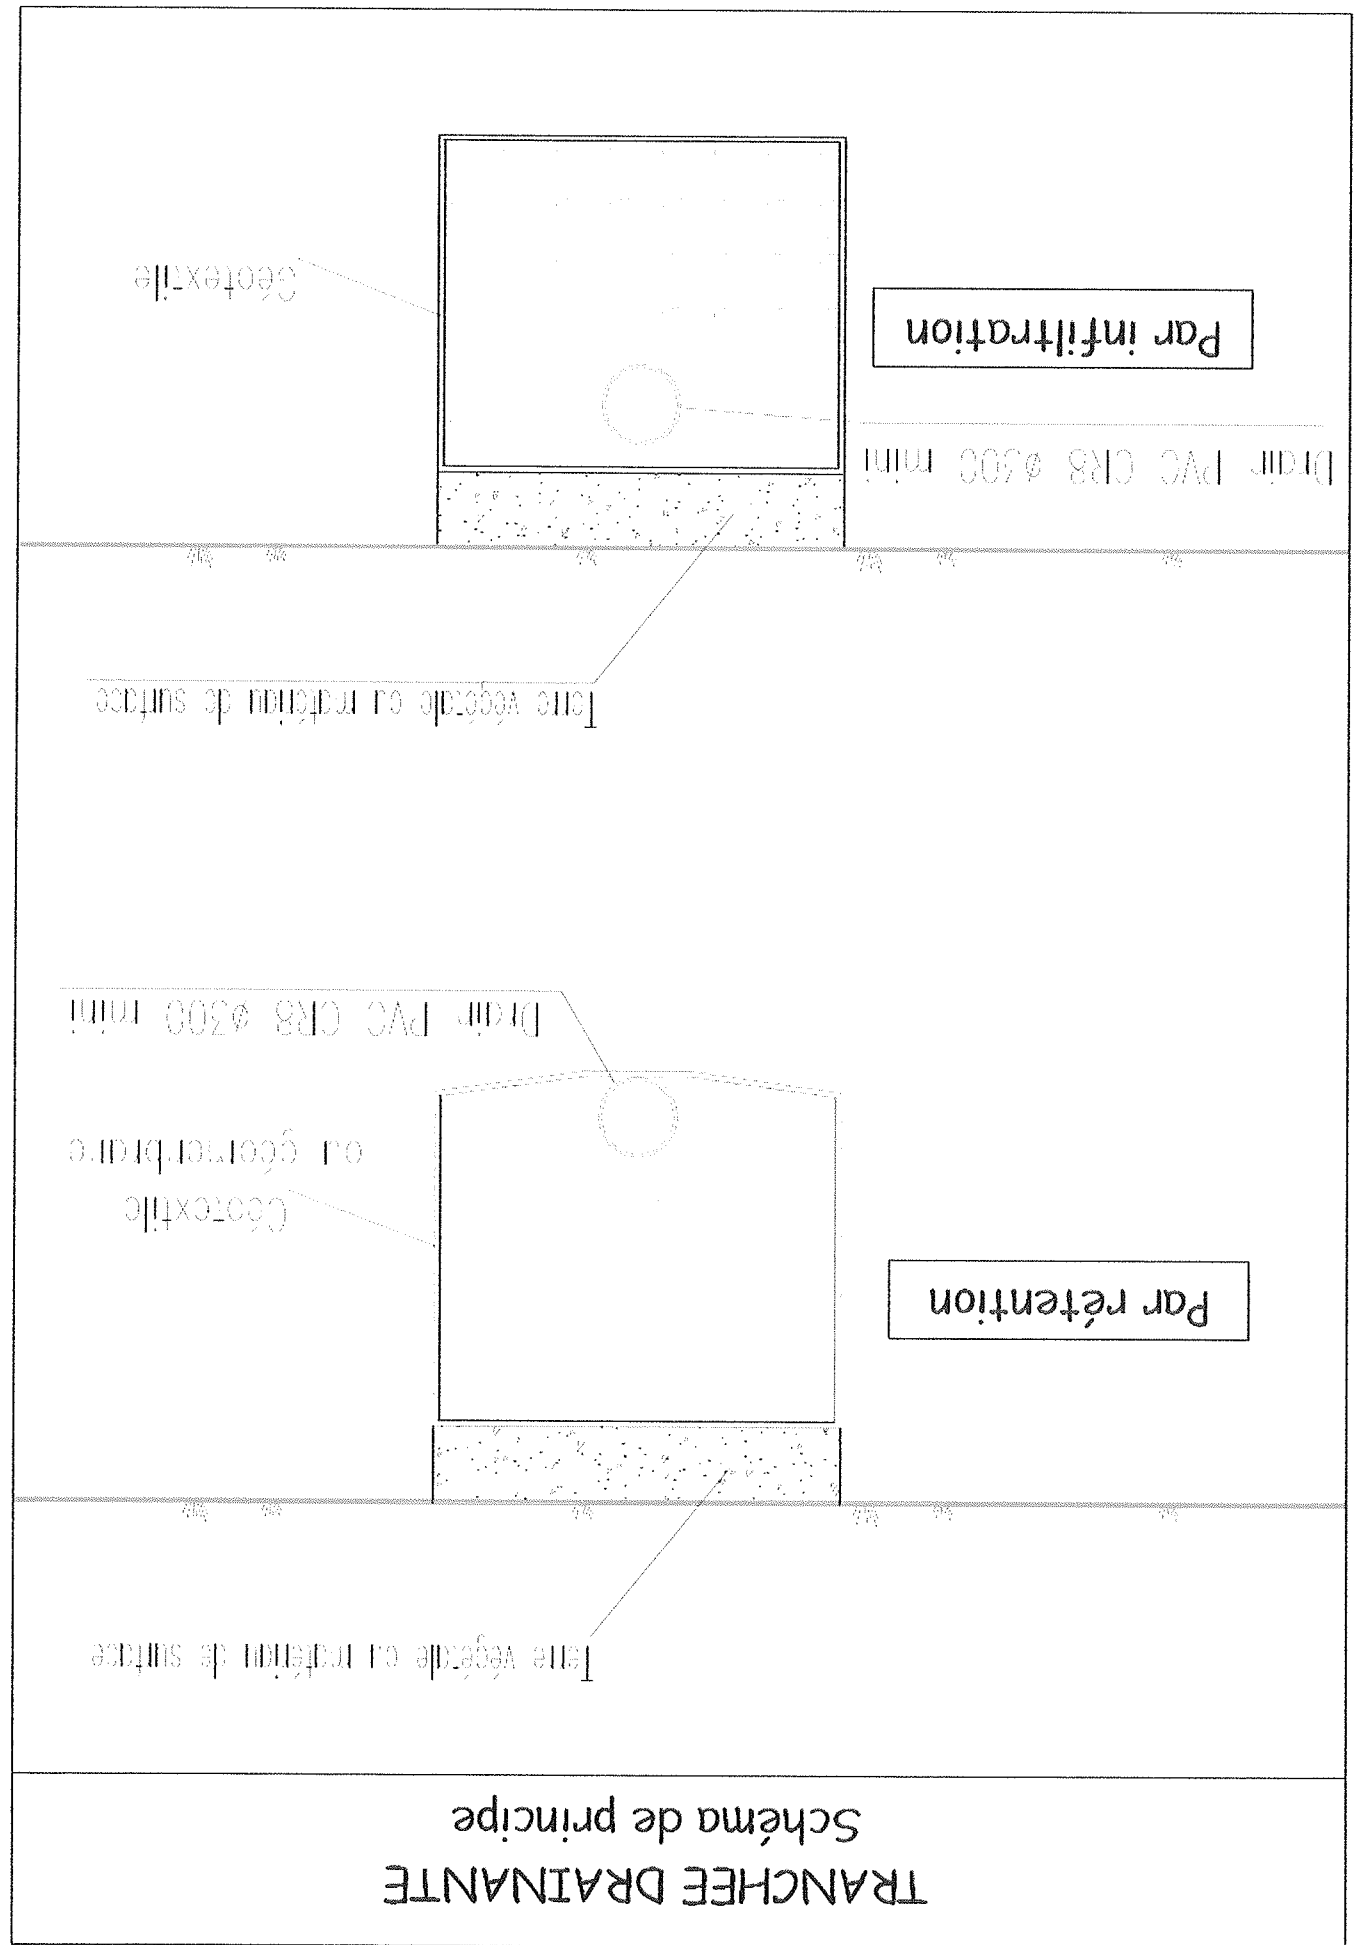 TRANCHEE DRAINANTE
Schéma de principe
Terre végétale ou matériau de surface
Par rétention
Géotextile
ou géomembrane
Drain PVC CR8 ø300 mini
Terre végétale ou matériau de surface
Drain PVC CR8 ø300 mini
Par infiltration
Géotextile